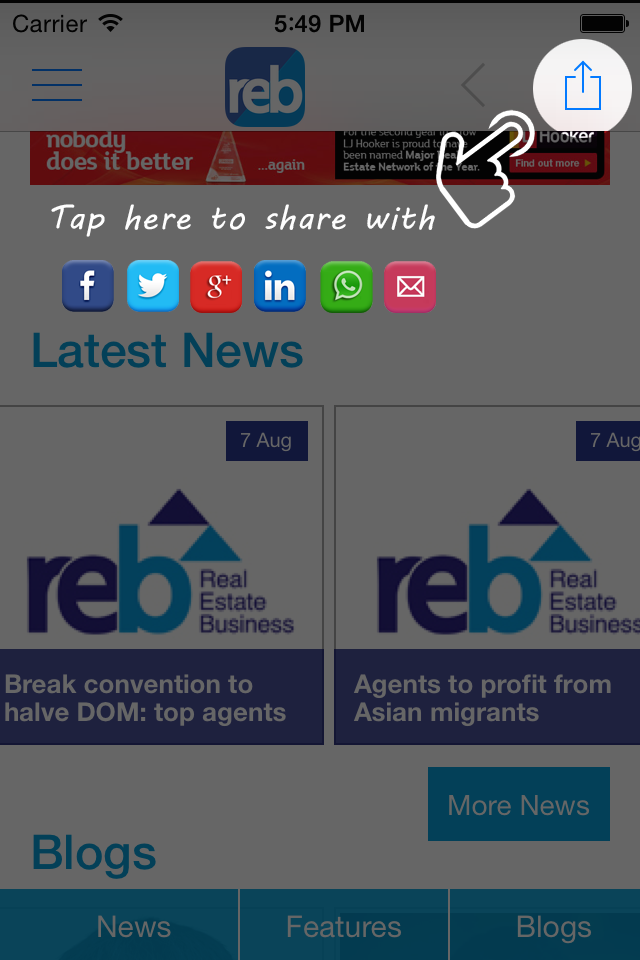 Carrier 5:49 PM
reb
nobody
does it better ...again
For the second year in a row
LJ Hooker is proud to have
been named Major Real
Estate Network of the Year.
Hooker
Find out more
Tap here to share with
f g+ in
Latest News
7 Aug 7 Aug
reb Real Estate Business
reb Real Estate Business
Break convention to
halve DOM: top agents
Agents to profit from
Asian migrants
More News
Blogs
News Features Blogs